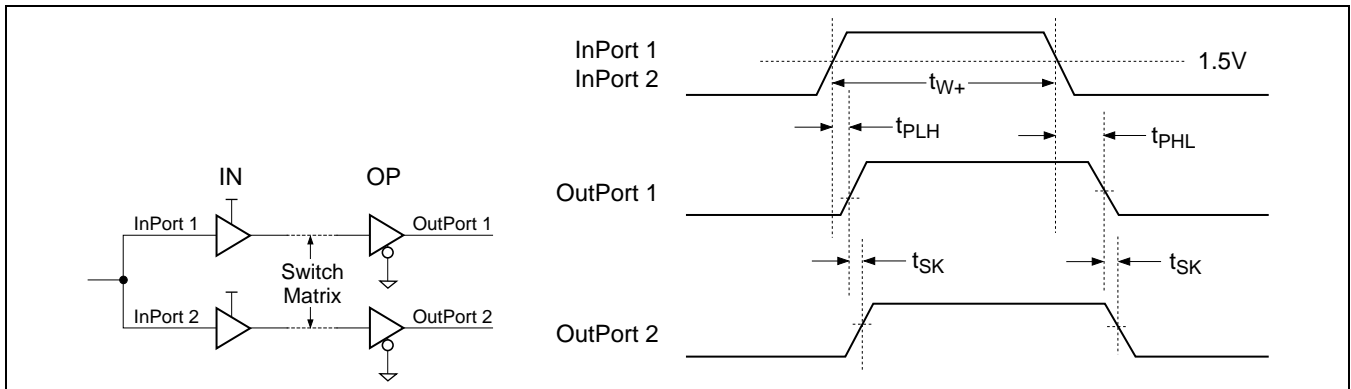 IN
OP
InPort 1
OutPort 1
Switch
Matrix
InPort 2
OutPort 2
InPort 1
InPort 2
1.5V
tW+
tPLH
tPHL
OutPort 1
tSK
tSK
OutPort 2